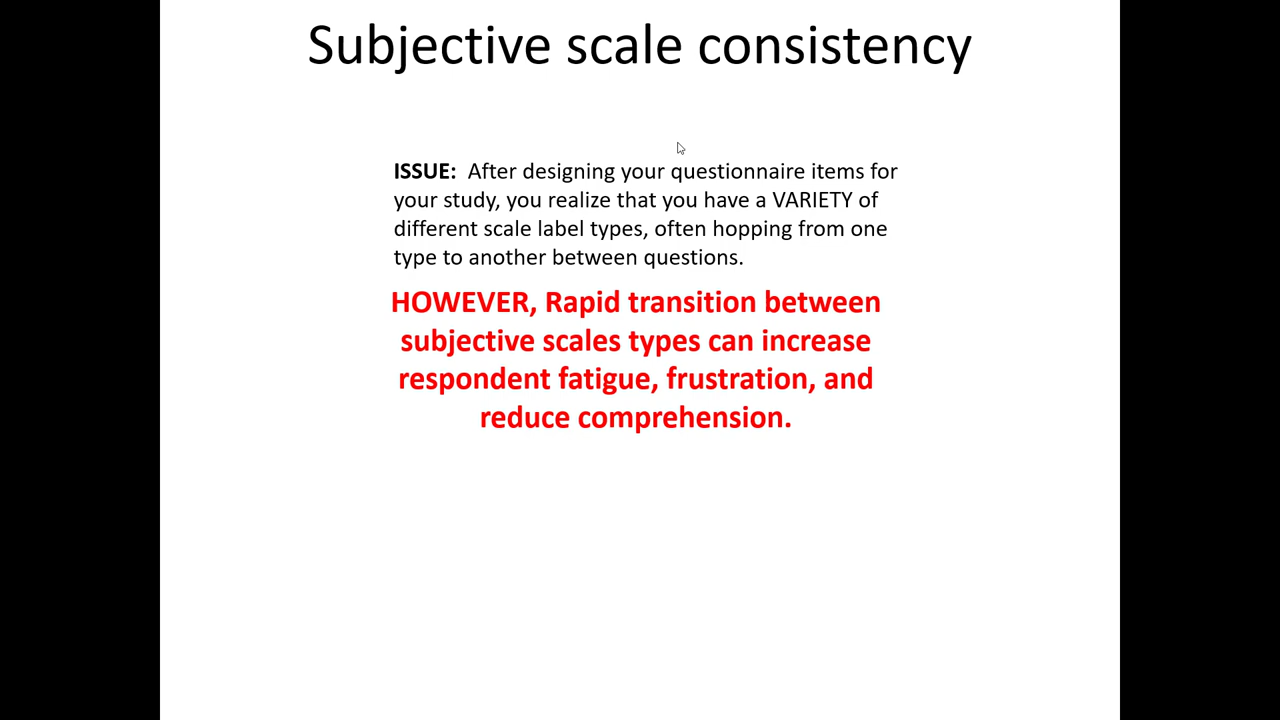 Subjective scale consistency
ISSUE:  After designing your questionnaire items for
your study, you realize that you have a VARIETY of
different scale label types, often hopping from one
type to another between questions.
HOWEVER, Rapid transition between
subjective scales types can increase
respondent fatigue, frustration, and
reduce comprehension.